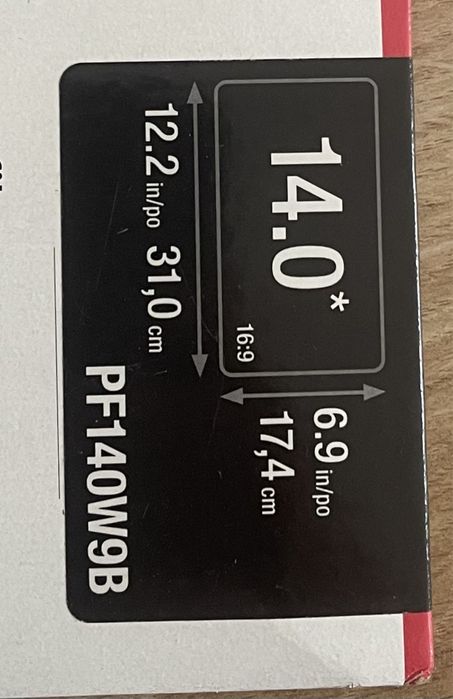 14.0*
16:9
6.9 in/po
17,4 cm
12.2 in/po 31,0 cm
PF140W9B